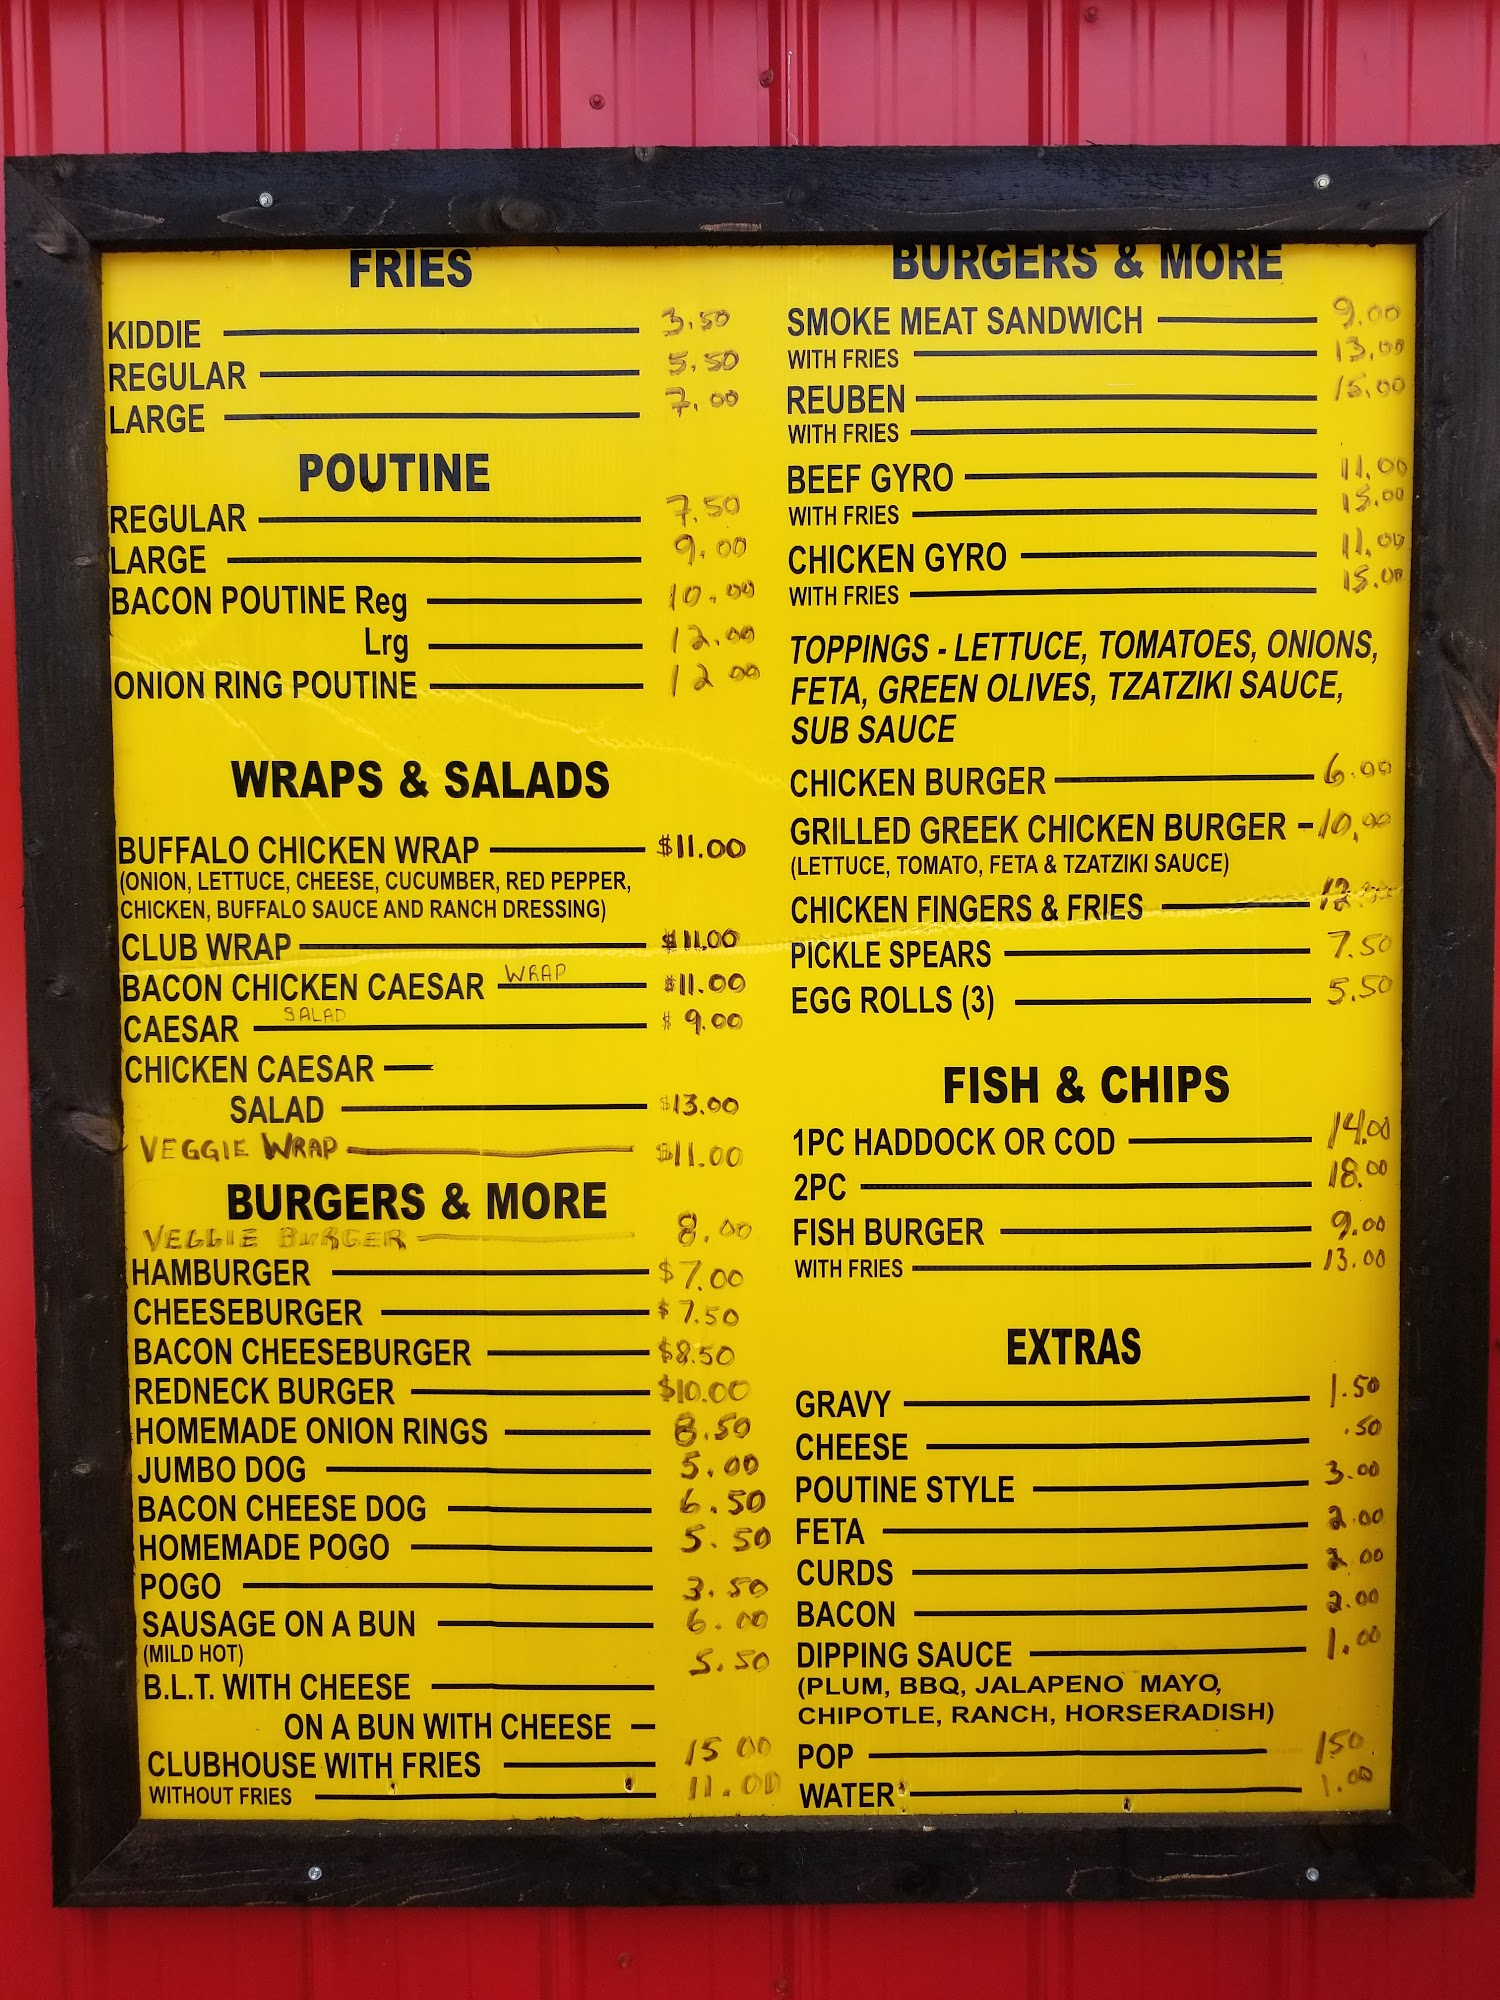 FRIES
KIDDIE 3.50
REGULAR 5.50
LARGE 7.00
POUTINE
REGULAR 7.50
LARGE 9.00
BACON POUTINE Reg 10.00
Lrg 12.00
ONION RING POUTINE 12 00
WRAPS & SALADS
BUFFALO CHICKEN WRAP $11.00
(ONION, LETTUCE, CHEESE, CUCUMBER, RED PEPPER,
CHICKEN, BUFFALO SAUCE AND RANCH DRESSING)
CLUB WRAP $11.00
BACON CHICKEN CAESAR WRAP $11.00
CAESAR SALAD $ 9.00
CHICKEN CAESAR
SALAD $13.00
VEGGIE WRAP $11.00
BURGERS & MORE
VEGGIE BURGER 8.00
HAMBURGER $7.00
CHEESEBURGER $7.50
BACON CHEESEBURGER $8.50
REDNECK BURGER $10.00
HOMEMADE ONION RINGS 8.50
JUMBO DOG 5.00
BACON CHEESE DOG 6.50
HOMEMADE POGO 5.50
POGO 3.50
SAUSAGE ON A BUN 6.00
(MILD HOT)
5.50
B.L.T. WITH CHEESE
ON A BUN WITH CHEESE
CLUBHOUSE WITH FRIES 15 00
WITHOUT FRIES 11.00
BURGERS & MORE
SMOKE MEAT SANDWICH 9.00
WITH FRIES 13.00
REUBEN 15.00
WITH FRIES
BEEF GYRO 11.00
WITH FRIES 15.00
CHICKEN GYRO 11.00
WITH FRIES 15.00
TOPPINGS - LETTUCE, TOMATOES, ONIONS,
FETA, GREEN OLIVES, TZATZIKI SAUCE,
SUB SAUCE
CHICKEN BURGER 6.00
GRILLED GREEK CHICKEN BURGER 10.00
(LETTUCE, TOMATO, FETA & TZATZIKI SAUCE)
CHICKEN FINGERS & FRIES 12.00
PICKLE SPEARS 7.50
EGG ROLLS (3) 5.50
FISH & CHIPS
1PC HADDOCK OR COD 14.00
2PC 18.00
FISH BURGER 9.00
WITH FRIES 13.00
EXTRAS
GRAVY 1.50
CHEESE .50
POUTINE STYLE 3.00
FETA 2.00
CURDS 2.00
BACON 2.00
DIPPING SAUCE 1.00
(PLUM, BBQ, JALAPENO MAYO,
CHIPOTLE, RANCH, HORSERADISH)
POP 150
WATER 1.00